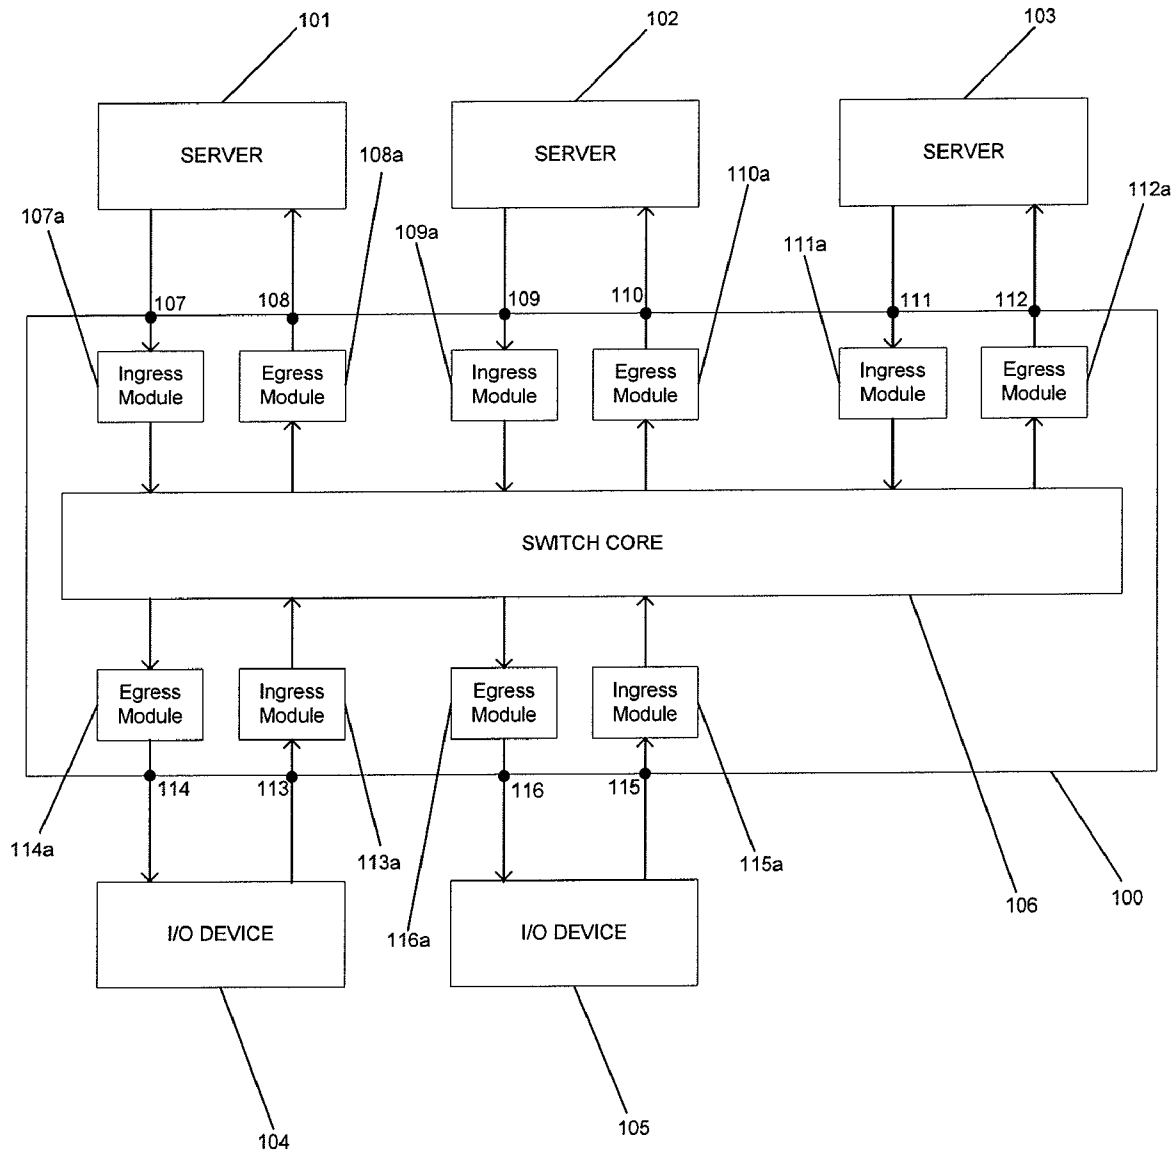 101
102
103
SERVER
SERVER
SERVER
107a
108a
109a
110a
111a
112a
107
108
109
110
111
112
Ingress
Module
Egress
Module
Ingress
Module
Egress
Module
Ingress
Module
Egress
Module
SWITCH CORE
Egress
Module
Ingress
Module
Egress
Module
Ingress
Module
114
113
116
115
114a
113a
116a
115a
106
100
I/O DEVICE
I/O DEVICE
104
105